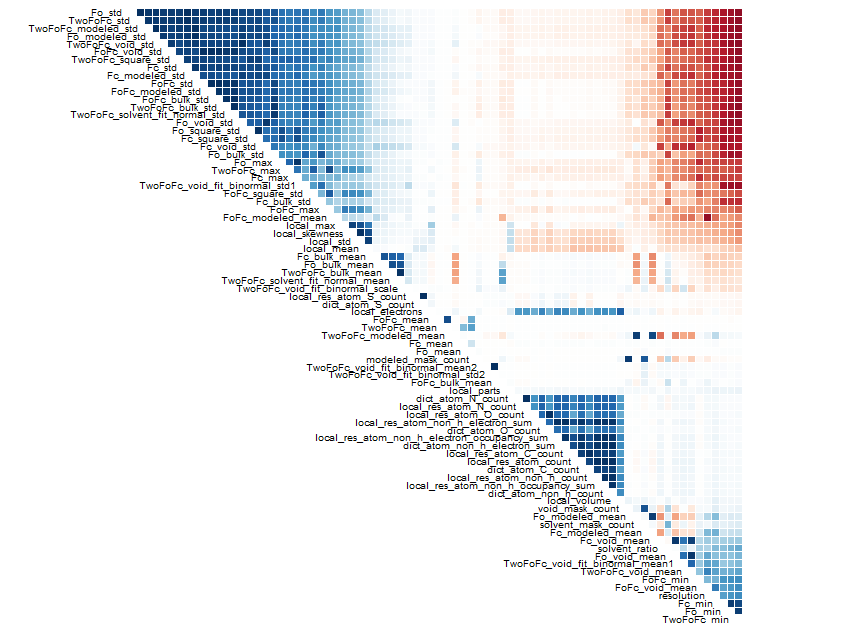 Fo_std
TwoFoFc_std
TwoFoFc_modeled_std
Fo_modeled_std
TwoFoFc_void_std
FoFc_void_std
TwoFoFc_square_std
Fc_std
Fc_modeled_std
FoFc_std
FoFc_modeled_std
FoFc_bulk_std
TwoFoFc_bulk_std
TwoFoFc_solvent_fit_normal_std
Fo_void_std
Fo_square_std
Fc_square_std
Fc_void_std
Fo_bulk_std
Fo_max
TwoFoFc_max
Fc_max
TwoFoFc_void_fit_binormal_std1
FoFc_square_std
Fc_bulk_std
FoFc_max
FoFc_modeled_mean
local_max
local_skewness
local_std
local_mean
Fc_bulk_mean
Fo_bulk_mean
TwoFoFc_bulk_mean
TwoFoFc_solvent_fit_normal_mean
TwoFoFc_void_fit_binormal_scale
local_res_atom_S_count
dict_atom_S_count
local_electrons
FoFc_mean
TwoFoFc_mean
TwoFoFc_modeled_mean
Fc_mean
Fo_mean
modeled_mask_count
TwoFoFc_void_fit_binormal_mean2
TwoFoFc_void_fit_binormal_std2
FoFc_bulk_mean
local_parts
dict_atom_N_count
local_res_atom_N_count
local_res_atom_O_count
local_res_atom_non_h_electron_sum
dict_atom_O_count
local_res_atom_non_h_electron_occupancy_sum
dict_atom_non_h_electron_sum
local_res_atom_C_count
local_res_atom_count
dict_atom_C_count
local_res_atom_non_h_count
local_res_atom_non_h_occupancy_sum
dict_atom_non_h_count
local_volume
void_mask_count
Fo_modeled_mean
solvent_mask_count
Fc_modeled_mean
Fc_void_mean
solvent_ratio
Fo_void_mean
TwoFoFc_void_fit_binormal_mean1
TwoFoFc_void_mean
FoFc_min
FoFc_void_mean
resolution
Fc_min
Fo_min
TwoFoFc_min